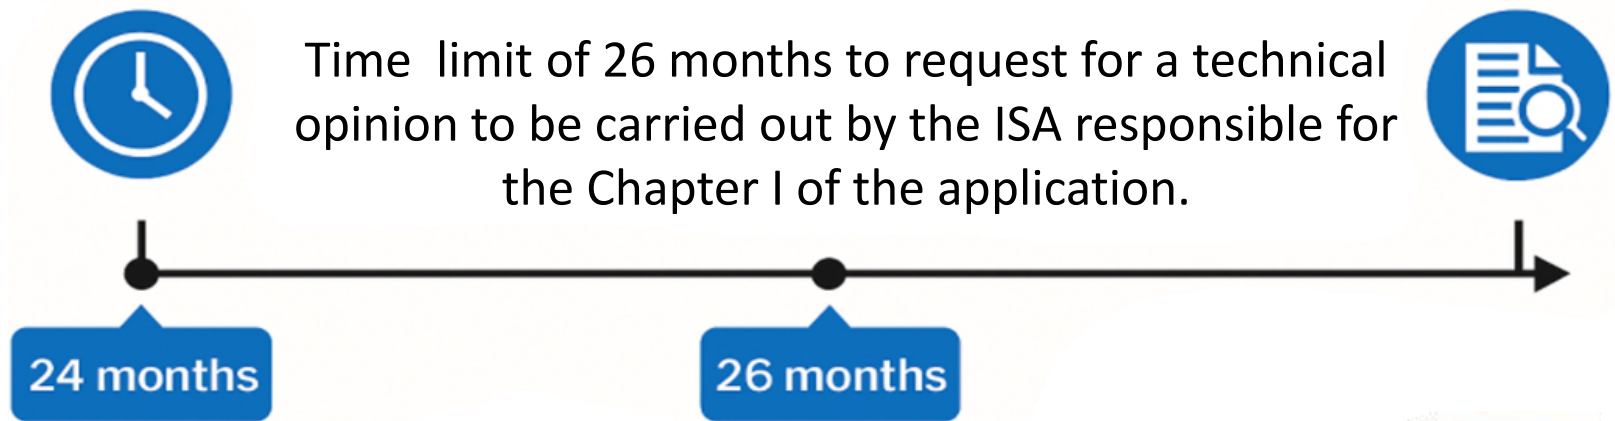 Time  limit of 26 months to request for a technical
opinion to be carried out by the ISA responsible for
the Chapter I of the application.
24 months
26 months